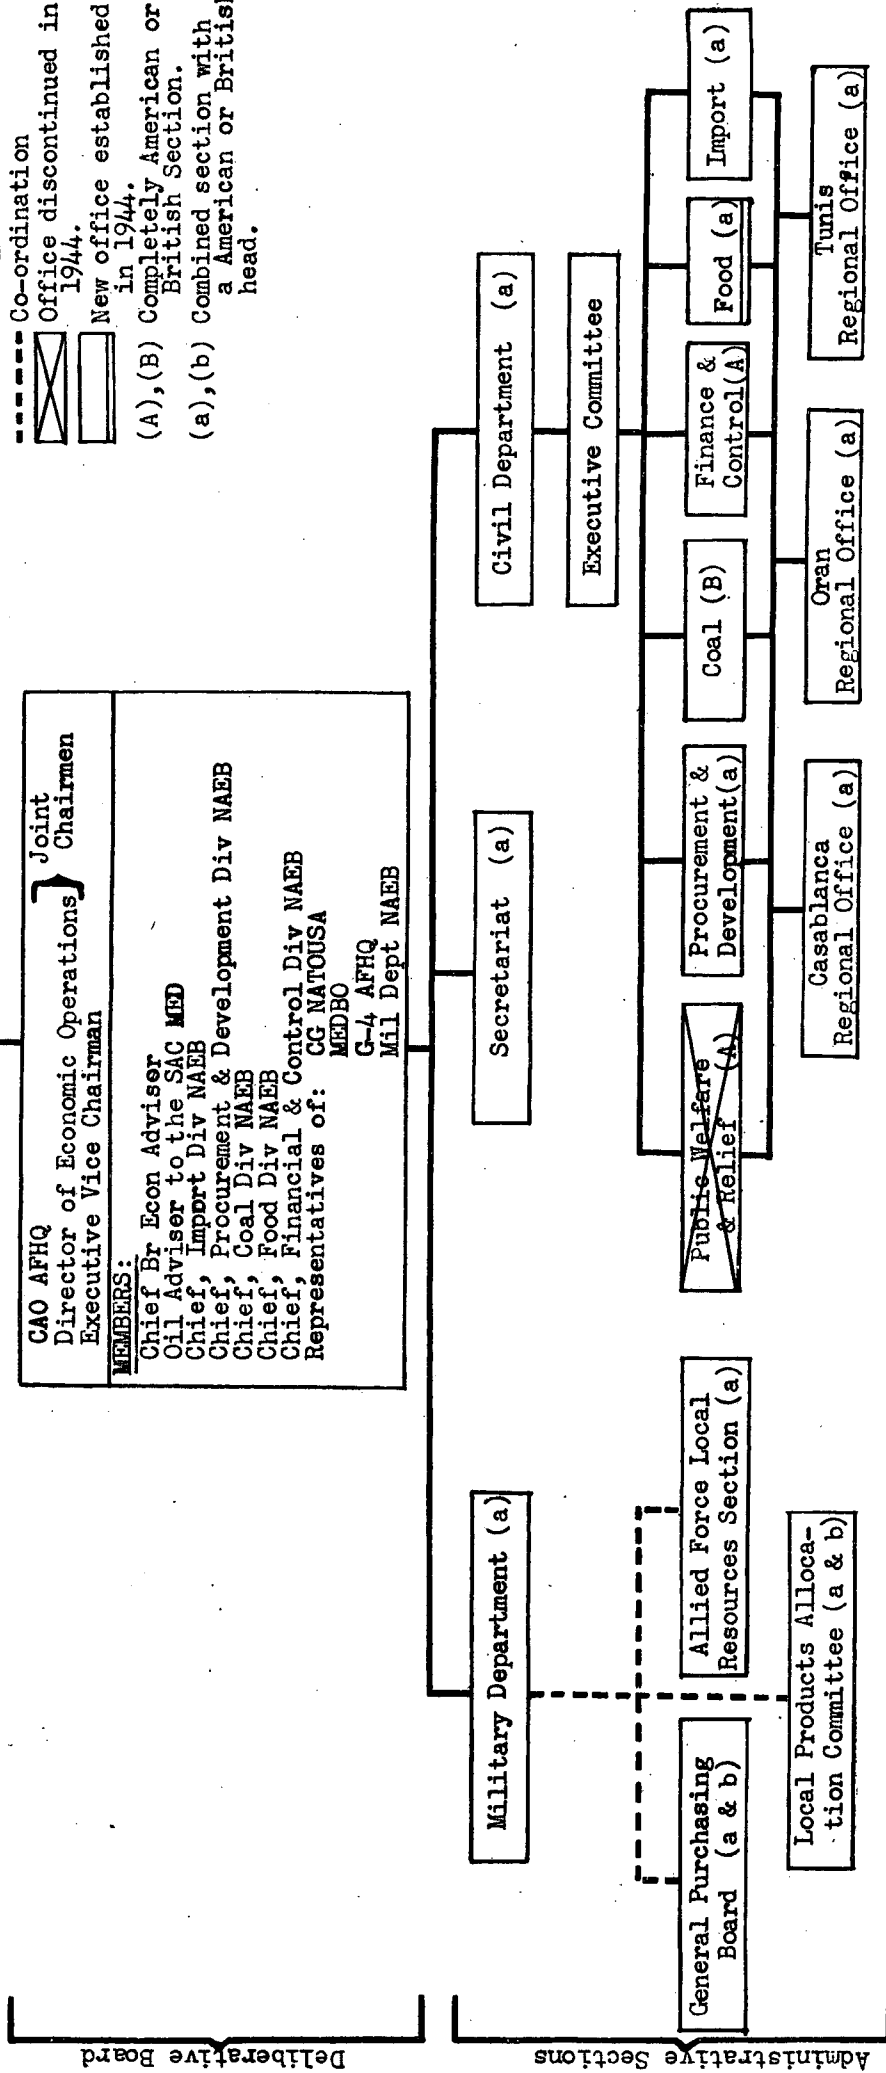 Co-ordination
Office discontinued in
1944.
New office established
in 1944.
(A),(B) Completely American or
British Section.
(a),(b) Combined section with
a American or British
head.
CAO AFHQ
Director of Economic Operations
Joint
Chairmen
Executive Vice Chairman
MEMBERS:
Chief Br Econ Adviser
Oil Adviser to the SAC MED
Chief, Import Div NAEB
Chief, Procurement & Development Div NAEB
Chief, Coal Div NAEB
Chief, Food Div NAEB
Chief, Financial & Control Div NAEB
Representatives of: CG NATOUSA
MEDBO
G-4 AFHQ
Mil Dept NAEB
Deliberative Board
Administrative Sections
Military Department (a)
Secretariat (a)
Civil Department (a)
Executive Committee
General Purchasing
Board (a & b)
Allied Force Local
Resources Section (a)
Local Products Alloca-
tion Committee (a & b)
Public Welfare
& Relief (A)
Procurement &
Development(a)
Coal (B)
Finance &
Control(A)
Food (a)
Import (a)
Casablanca
Regional Office (a)
Oran
Regional Office (a)
Tunis
Regional Office (a)